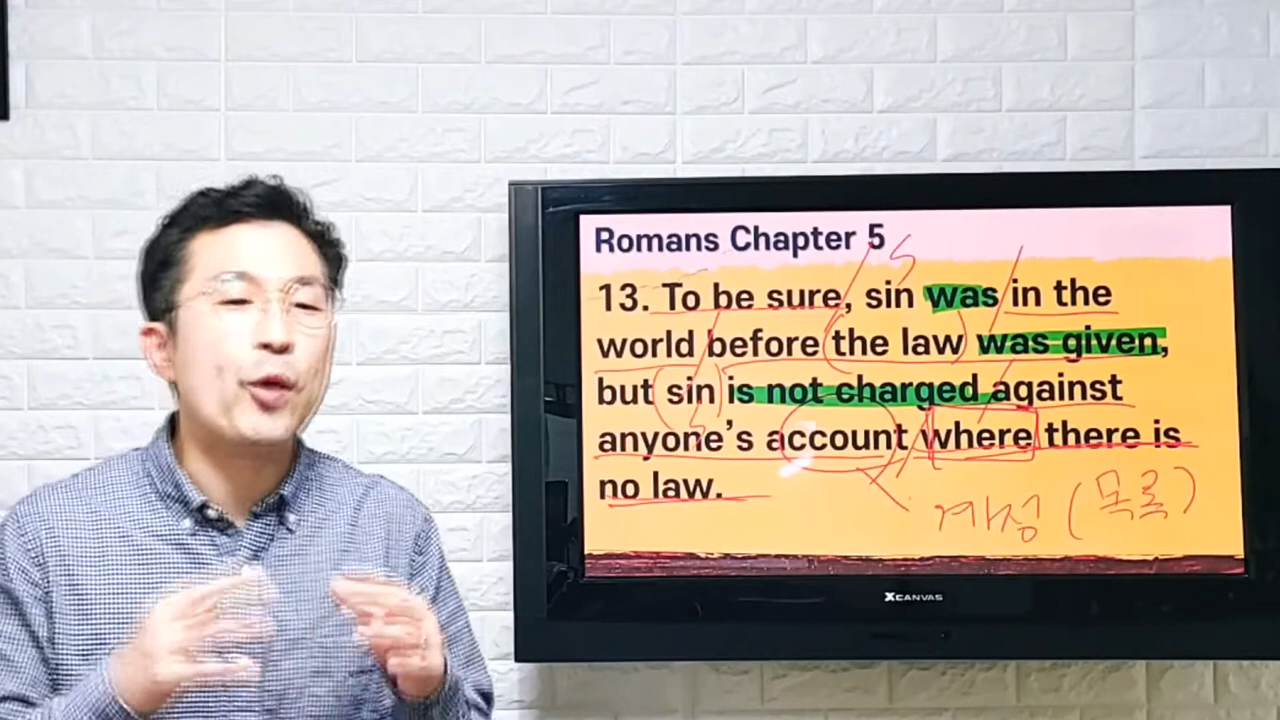 Romans Chapter 5
13. To be sure, sin was in the
world before the law was given,
but sin is not charged against
anyone's account where there is
no law.
계정 (목록)
XCANVAS